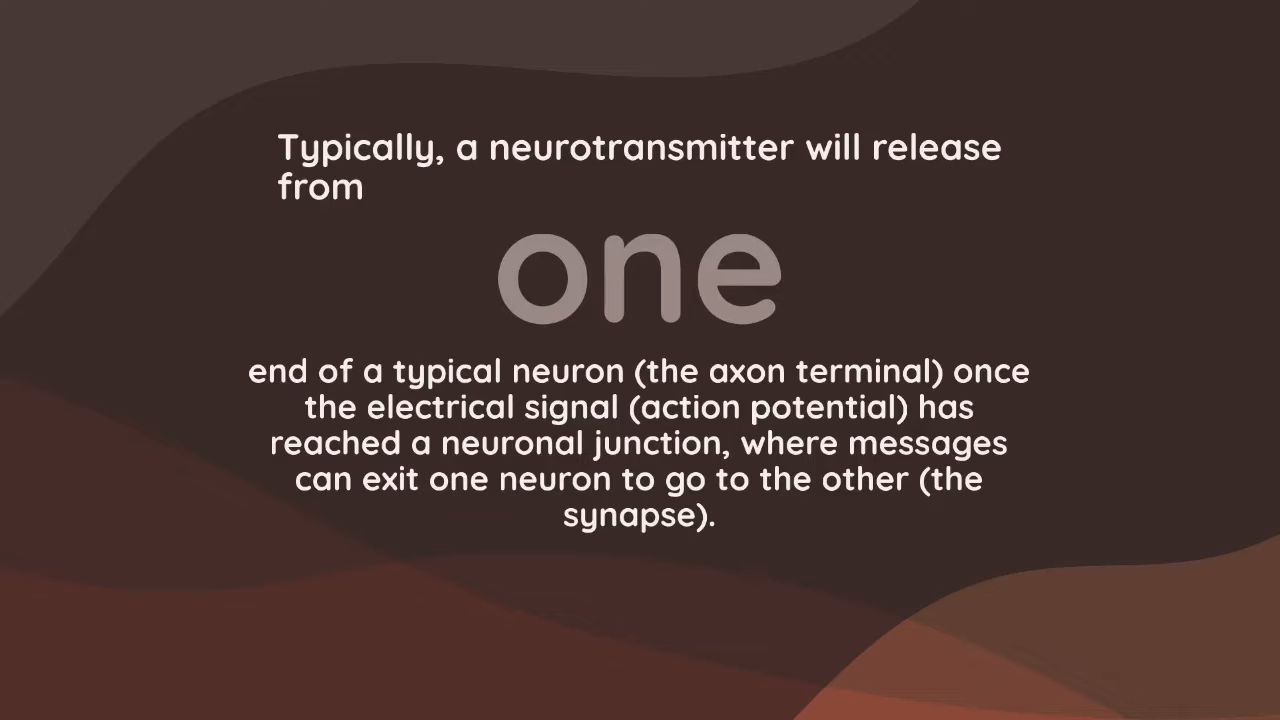 Typically, a neurotransmitter will release
from
one
end of a typical neuron (the axon terminal) once
the electrical signal (action potential) has
reached a neuronal junction, where messages
can exit one neuron to go to the other (the
synapse).